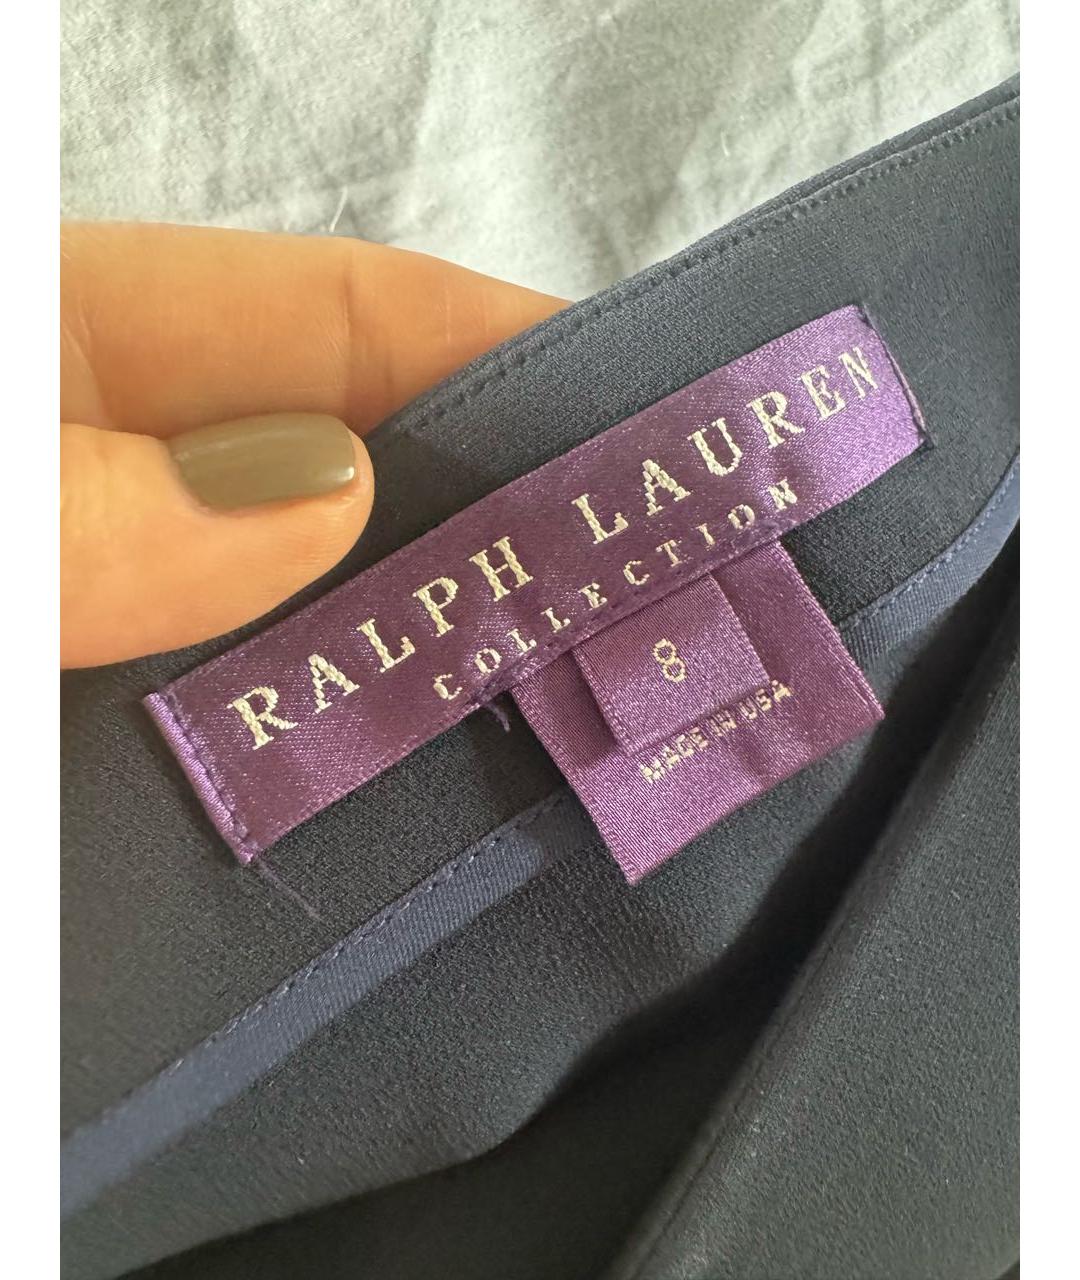 RALPH LAUREN
COLLECTION
8
MADE IN USA